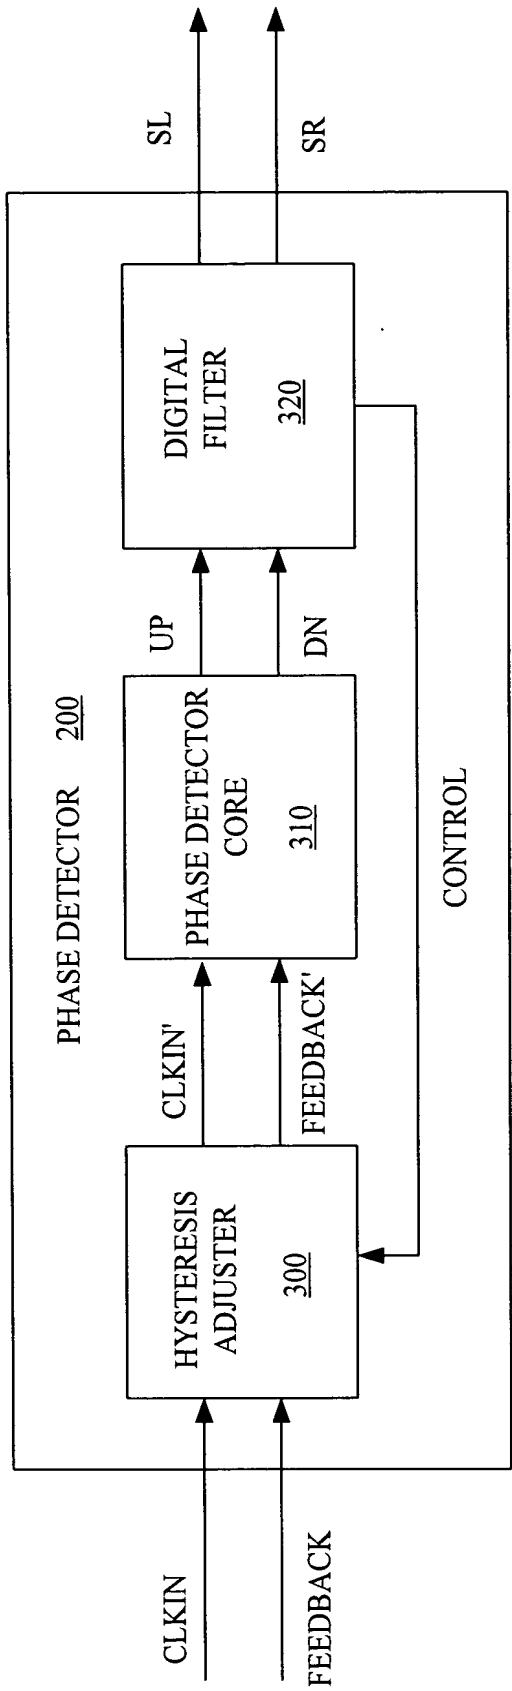 PHASE DETECTOR 200
CLKIN
FEEDBACK
HYSTERESIS
ADJUSTER
300
CLKIN'
FEEDBACK'
PHASE DETECTOR
CORE
310
UP
DN
DIGITAL
FILTER
320
SL
SR
CONTROL